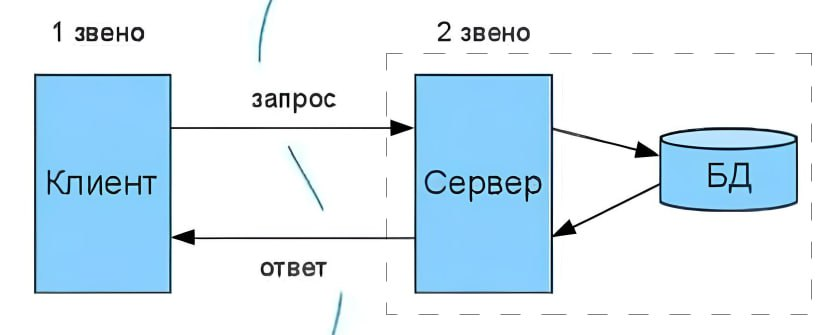 1 звено
2 звено
запрос
Клиент
Сервер
БД
ответ